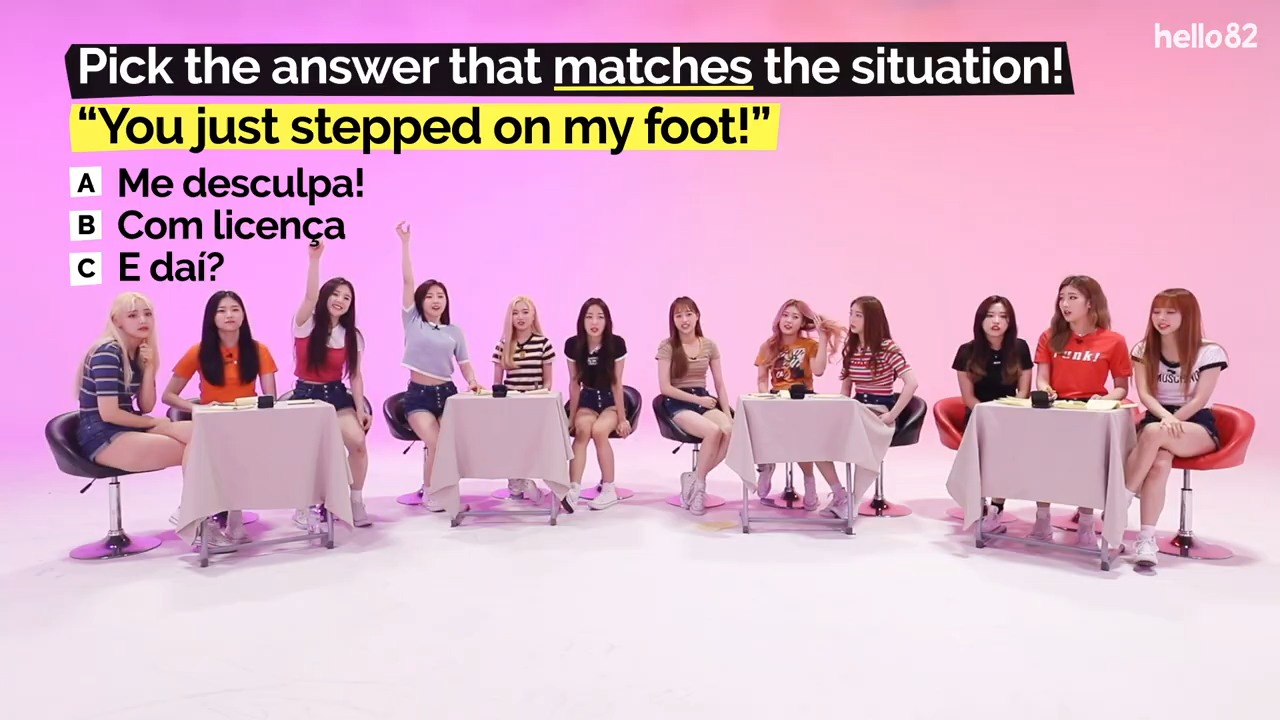 hello82
Pick the answer that matches the situation!
“You just stepped on my foot!”
A Me desculpa!
B Com licença
C E daí?
MOSCHINO